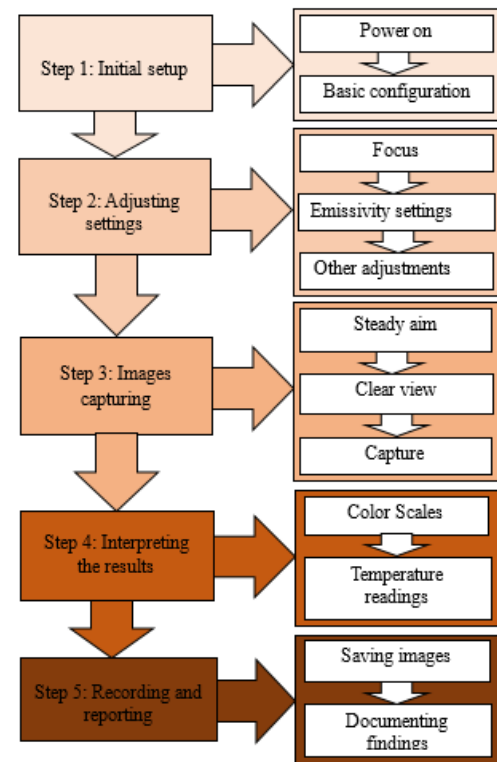 Step 1: Initial setup
Power on
Basic configuration
Step 2: Adjusting
settings
Focus
Emissivity settings
Other adjustments
Step 3: Images
capturing
Steady aim
Clear view
Capture
Step 4: Interpreting
the results
Color Scales
Temperature
readings
Step 5: Recording and
reporting
Saving images
Documenting
findings